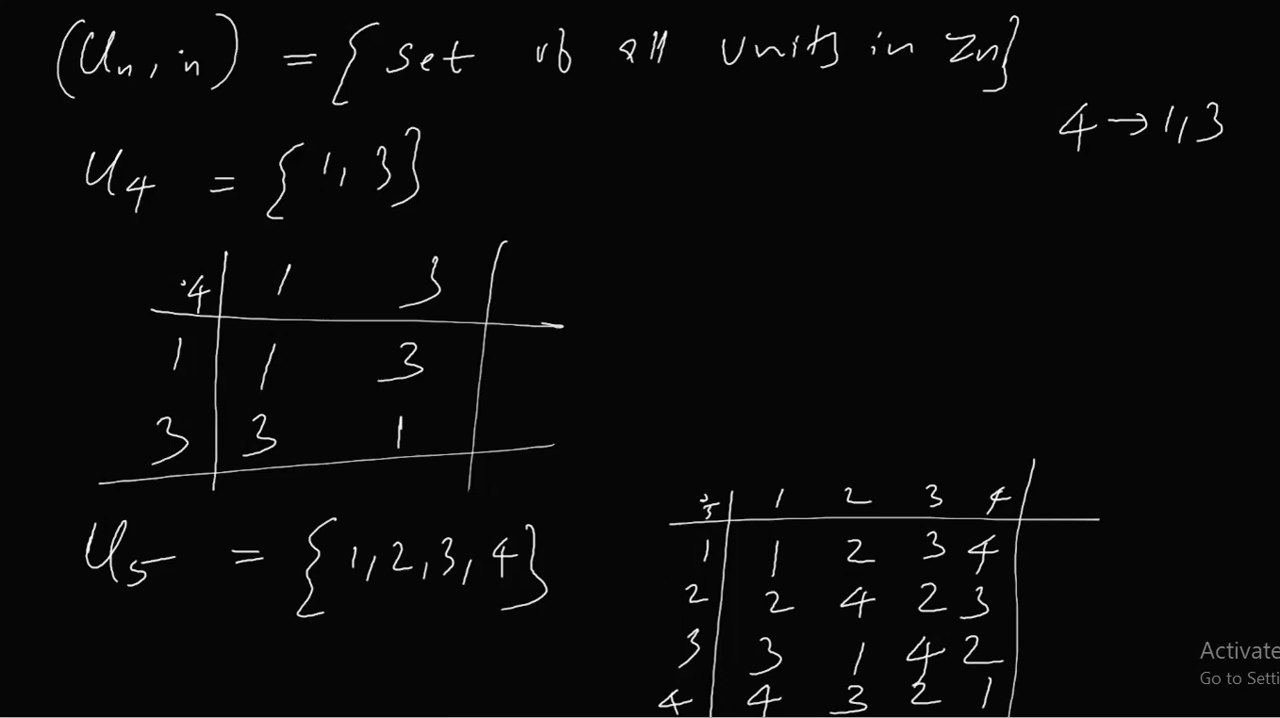 (Un, ·n) = {set of all units in Zn}
4 → 1,3
U4 = {1, 3}
·4 1 3
1 1 3
3 3 1
U5 = {1,2,3,4}
·5 1 2 3 4
1 1 2 3 4
2 2 4 2 3
3 3 1 4 2
4 4 3 2 1
Activate
Go to Setti